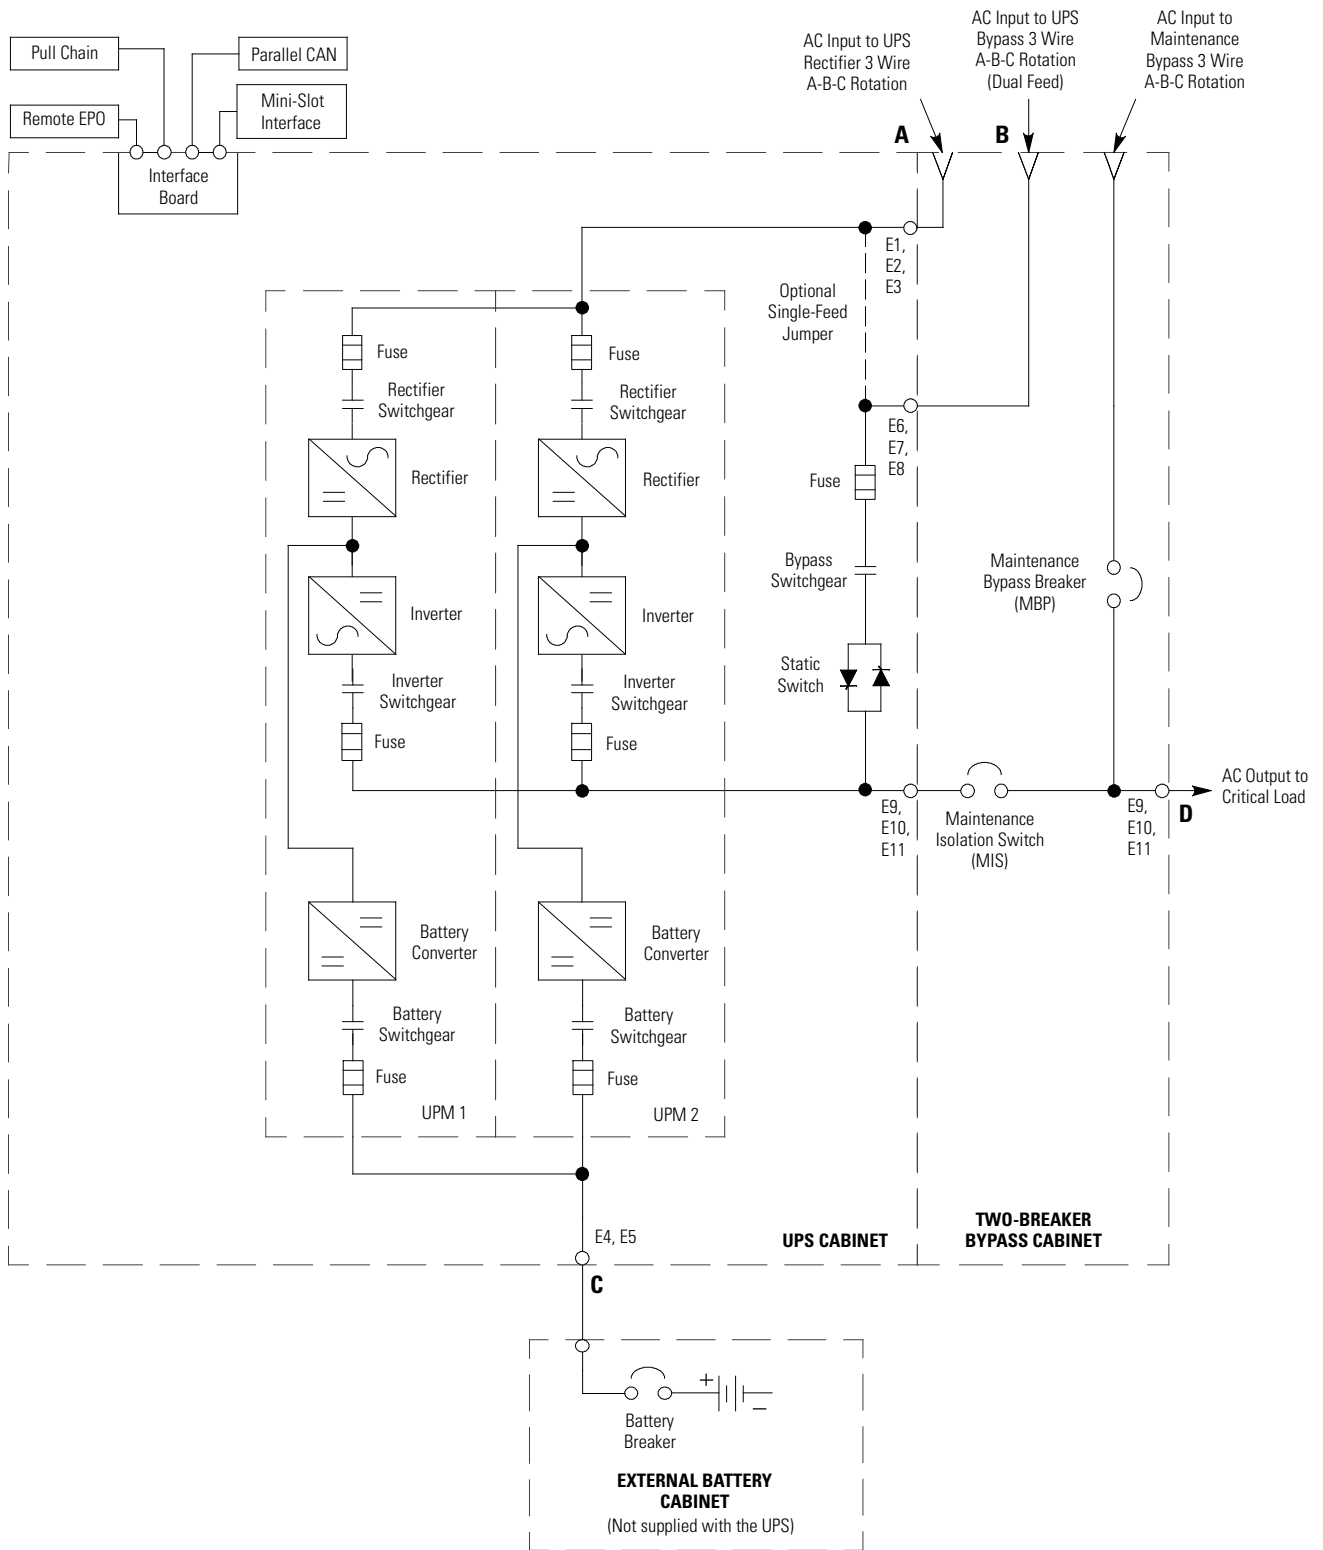 AC Input to UPS
Rectifier 3 Wire
A-B-C Rotation
AC Input to UPS
Bypass 3 Wire
A-B-C Rotation
(Dual Feed)
AC Input to
Maintenance
Bypass 3 Wire
A-B-C Rotation
Pull Chain
Parallel CAN
Remote EPO
Mini-Slot
Interface
Interface
Board
A
B
E1,
E2,
E3
Optional
Single-Feed
Jumper
E6,
E7,
E8
Fuse
Rectifier
Switchgear
Rectifier
Inverter
Inverter
Switchgear
Fuse
Fuse
Rectifier
Switchgear
Rectifier
Inverter
Inverter
Switchgear
Fuse
Fuse
Bypass
Switchgear
Static
Switch
Maintenance
Bypass Breaker
(MBP)
E9,
E10,
E11
Maintenance
Isolation Switch
(MIS)
E9,
E10,
E11
D
AC Output to
Critical Load
Battery
Converter
Battery
Switchgear
Fuse
UPM 1
Battery
Converter
Battery
Switchgear
Fuse
UPM 2
E4, E5
C
UPS CABINET
TWO-BREAKER
BYPASS CABINET
+
–
Battery
Breaker
EXTERNAL BATTERY
CABINET
(Not supplied with the UPS)